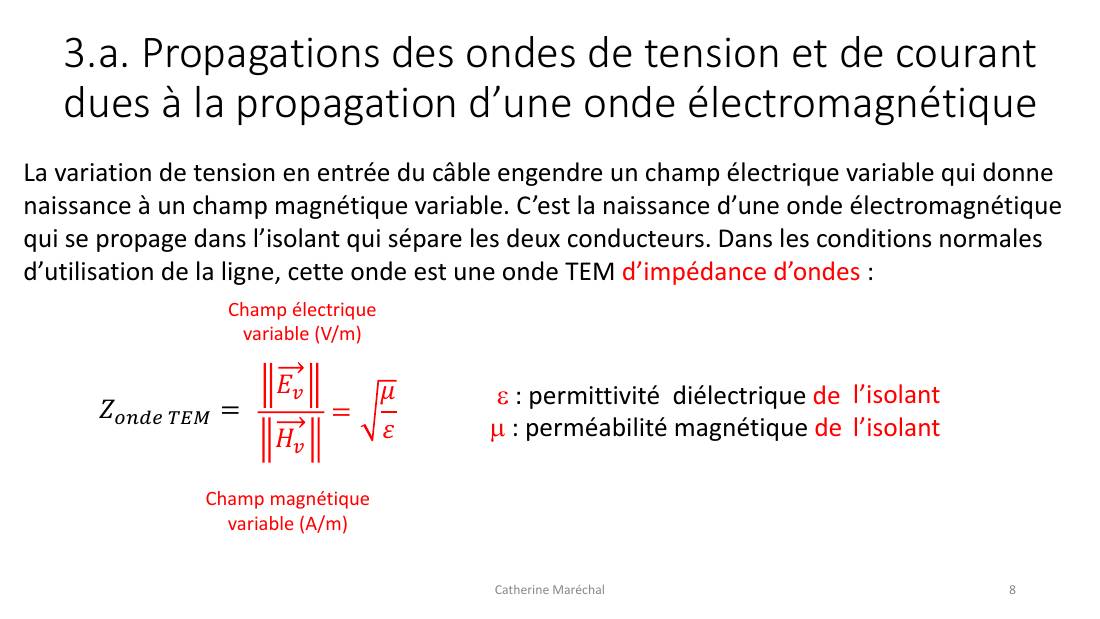 3.a. Propagations des ondes de tension et de courant
dues à la propagation d’une onde électromagnétique
La variation de tension en entrée du câble engendre un champ électrique variable qui donne
naissance à un champ magnétique variable. C’est la naissance d’une onde électromagnétique
qui se propage dans l’isolant qui sépare les deux conducteurs. Dans les conditions normales
d’utilisation de la ligne, cette onde est une onde TEM d’impédance d’ondes :
Champ électrique
variable (V/m)
Z_{onde TEM} = ‖\vec{E_v}‖ / ‖\vec{H_v}‖ = √(μ/ε)
ε : permittivité diélectrique de l’isolant
μ : perméabilité magnétique de l’isolant
Champ magnétique
variable (A/m)
Catherine Maréchal
8